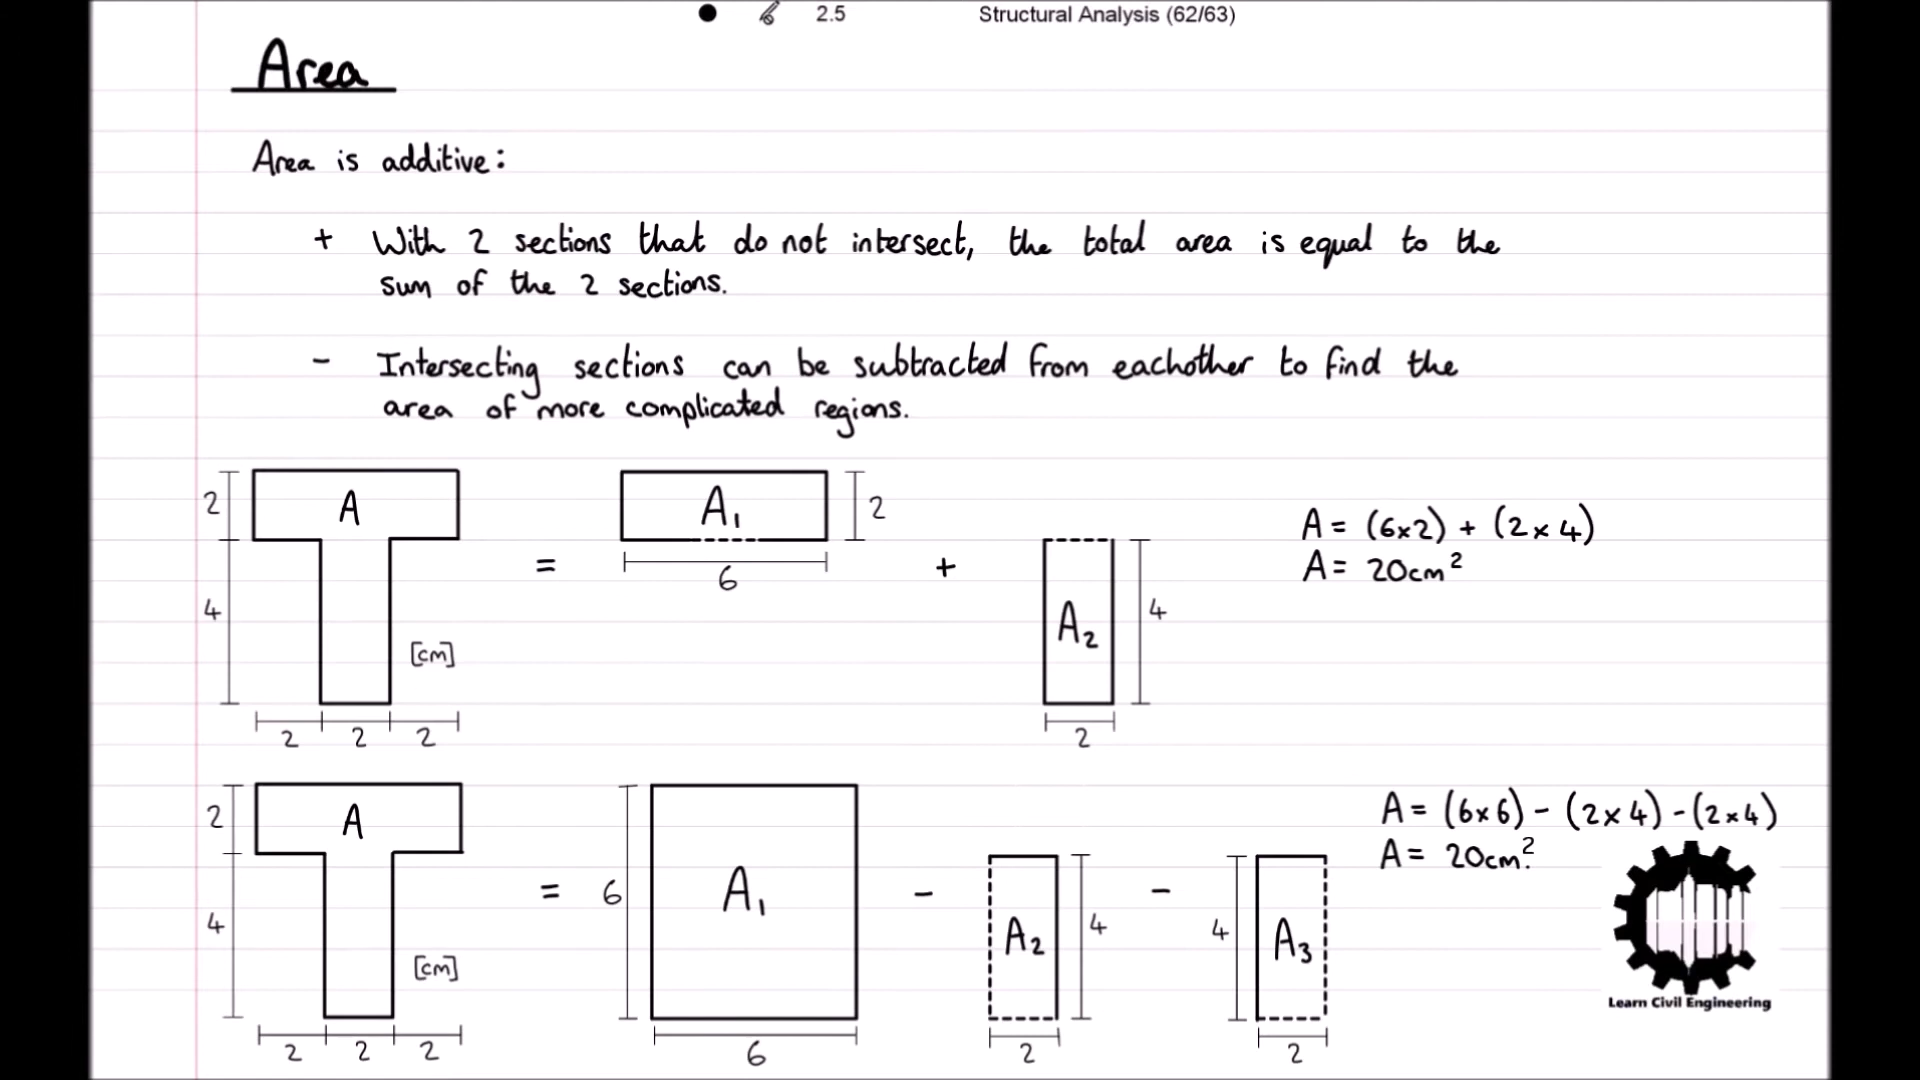 2.5 Structural Analysis (62/63)
Area
Area is additive:
+ With 2 sections that do not intersect, the total area is equal to the
sum of the 2 sections.
- Intersecting sections can be subtracted from eachother to find the
area of more complicated regions.
2 A = A₁ 2
6
4 [cm]
2 2 2
+ A₂ 4
2
A = (6x2) + (2x4)
A = 20cm²
2 A = 6 A₁ - A₂ 4 - 4 A₃
4 [cm]
2 2 2 6 2 2
A = (6x6) - (2x4) - (2x4)
A = 20cm².
Learn Civil Engineering